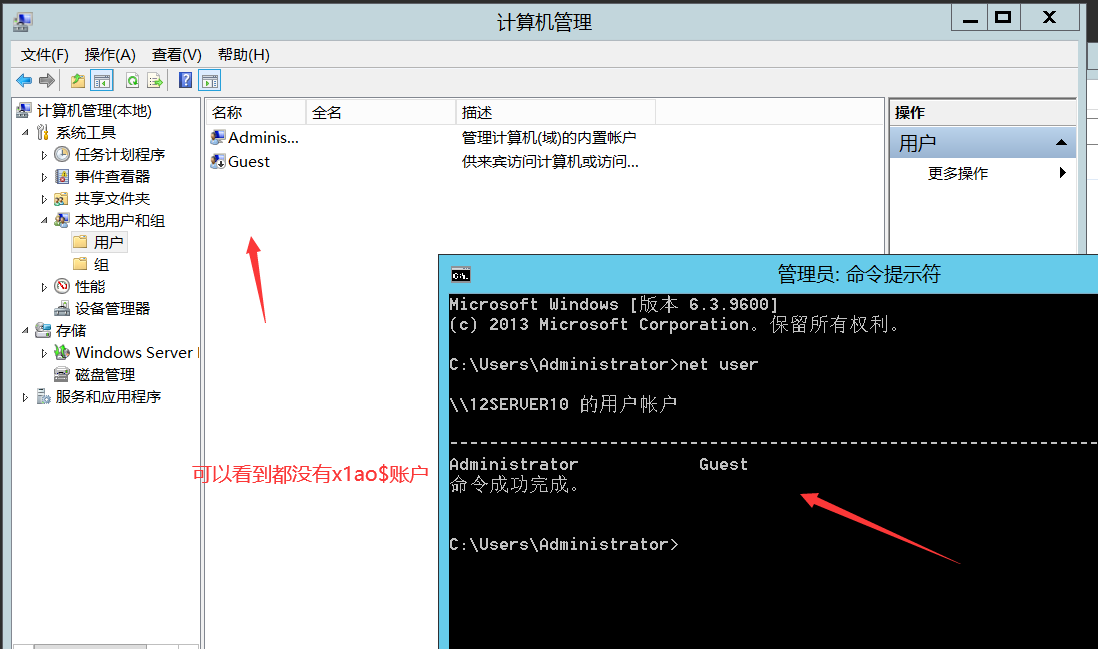 计算机管理
文件(F) 操作(A) 查看(V) 帮助(H)
计算机管理(本地)
系统工具
任务计划程序
事件查看器
共享文件夹
本地用户和组
用户
组
性能
设备管理器
存储
Windows Server
磁盘管理
服务和应用程序
名称 全名 描述
Adminis... 管理计算机(域)的内置帐户
Guest 供来宾访问计算机或访问...
操作
用户
更多操作
可以看到都没有x1ao$账户
管理员: 命令提示符
Microsoft Windows [版本 6.3.9600]
(c) 2013 Microsoft Corporation。保留所有权利。
C:\Users\Administrator>net user
\\12SERVER10 的用户帐户
-------------------------------------------------------------------------------
Administrator Guest
命令成功完成。
C:\Users\Administrator>